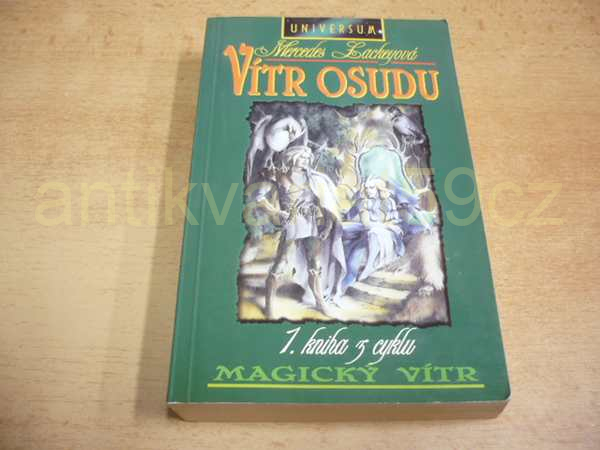 UNIVERSUM
Mercedes Lackeyová
VÍTR OSUDU
1. kniha z cyklu
MAGICKÝ VÍTR